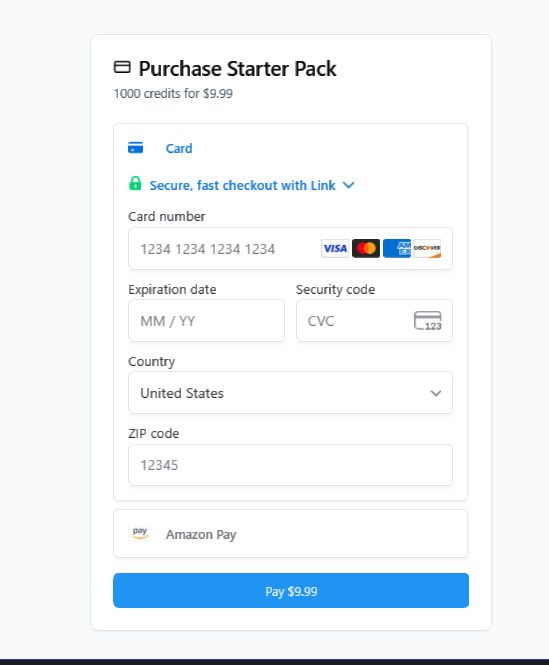 Purchase Starter Pack
1000 credits for $9.99
Card
Secure, fast checkout with Link
Card number
1234 1234 1234 1234 VISA AM EX DISCOVER
Expiration date Security code
MM / YY CVC 123
Country
United States
ZIP code
12345
pay Amazon Pay
Pay $9.99